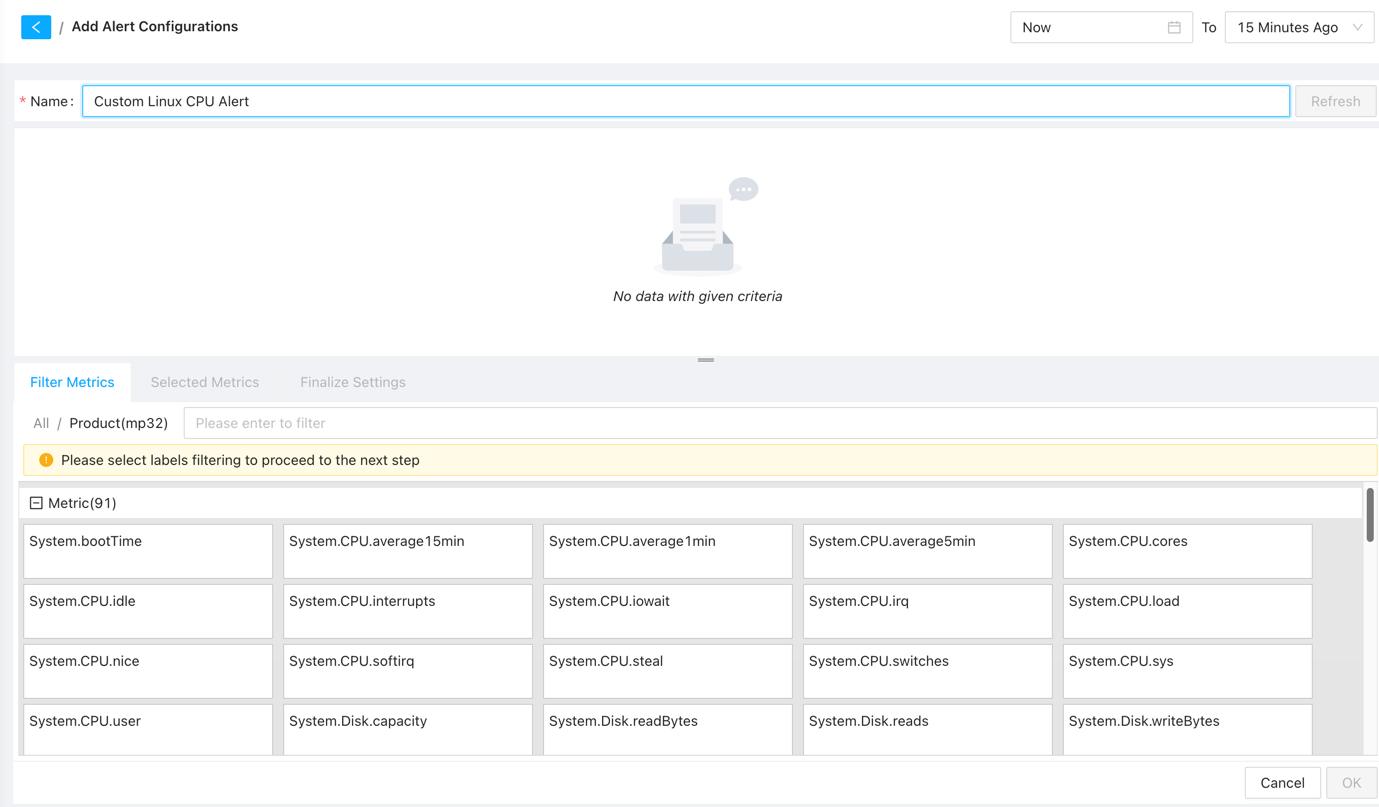 / Add Alert Configurations
Now To 15 Minutes Ago
* Name: Custom Linux CPU Alert Refresh
No data with given criteria
Filter Metrics Selected Metrics Finalize Settings
All / Product(mp32) Please enter to filter
Please select labels filtering to proceed to the next step
Metric(91)
System.bootTime System.CPU.average15min System.CPU.average1min System.CPU.average5min System.CPU.cores
System.CPU.idle System.CPU.interrupts System.CPU.iowait System.CPU.irq System.CPU.load
System.CPU.nice System.CPU.softirq System.CPU.steal System.CPU.switches System.CPU.sys
System.CPU.user System.Disk.capacity System.Disk.readBytes System.Disk.reads System.Disk.writeBytes
Cancel OK